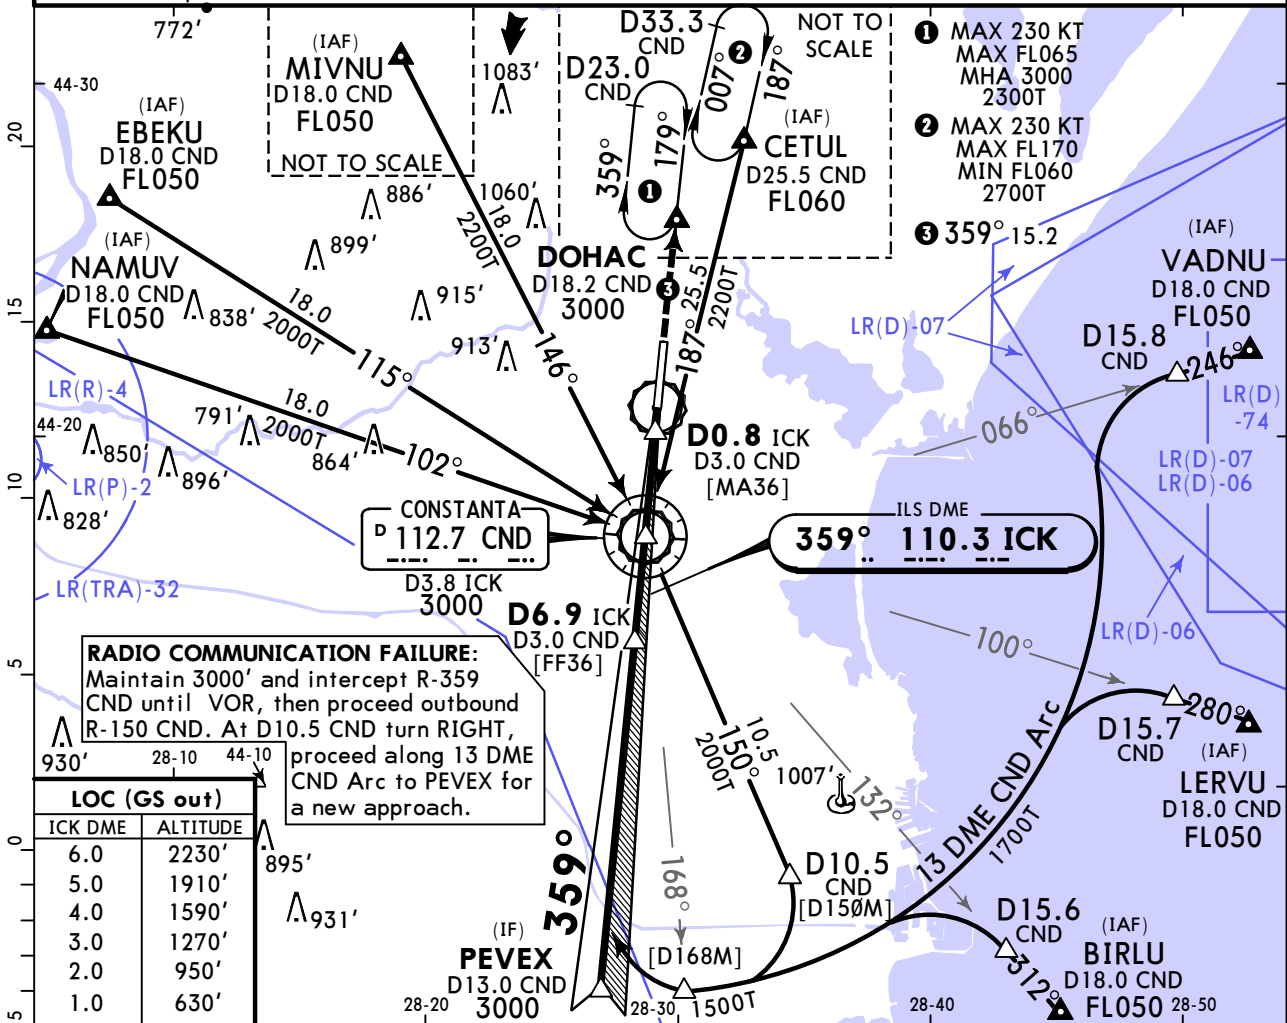 772'
44-30
20
(IAF)
EBEKU
D18.0 CND
FL050
(IAF)
NAMUV
D18.0 CND
FL050
(IAF)
MIVNU
D18.0 CND
FL050
NOT TO SCALE
1083'
886'
1060'
899'
915'
913'
838'
18.0
2200T
146°
18.0
2000T
115°
18.0
2000T
102°
D33.3
CND
D23.0
CND
NOT TO
SCALE
2
007°
187°
359°
179°
1
(IAF)
CETUL
D25.5 CND
FL060
DOHAC
D18.2 CND
3000
3
187°
25.5
2200T
1 MAX 230 KT
MAX FL065
MHA 3000
2300T
2 MAX 230 KT
MAX FL170
MIN FL060
2700T
3 359° 15.2
(IAF)
VADNU
D18.0 CND
FL050
LR(D)-07
D15.8
CND
246°
LR(D)
-74
066°
LR(D)-07
LR(D)-06
15
LR(R)-4
44-20
791'
850'
864'
896'
LR(P)-2
10
828'
D0.8 ICK
D3.0 CND
[MA36]
CONSTANTA
D 112.7 CND
ILS DME
359° 110.3 ICK
D3.8 ICK
3000
LR(TRA)-32
D6.9 ICK
D3.0 CND
[FF36]
100°
LR(D)-06
5
RADIO COMMUNICATION FAILURE:
Maintain 3000' and intercept R-359
CND until VOR, then proceed outbound
R-150 CND. At D10.5 CND turn RIGHT,
proceed along 13 DME
CND Arc to PEVEX for
a new approach.
930'
28-10
44-10
10.5
150°
2000T
1007'
132°
13 DME CND Arc
1700T
D15.7
CND
280°
(IAF)
LERVU
D18.0 CND
FL050
LOC (GS out)
ICK DME ALTITUDE
6.0 2230'
5.0 1910'
4.0 1590'
3.0 1270'
2.0 950'
1.0 630'
0
895'
931'
359°
168°
D10.5
CND
[D15ØM]
(IF)
PEVEX
D13.0 CND
3000
[D168M]
1500T
D15.6
CND
312°
(IAF)
BIRLU
D18.0 CND
FL050
5
28-20
28-30
28-40
28-50